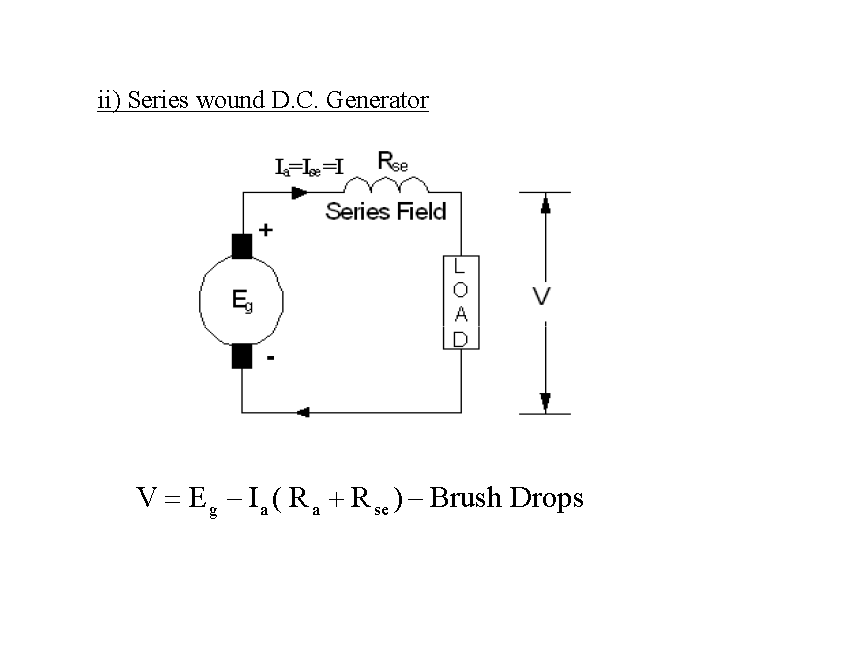 ii) Series wound D.C. Generator
Ia=Ise=I
Rse
Series Field
+
Eg
-
L
O
A
D
V
V = Eg – Ia ( Ra + Rse ) – Brush Drops